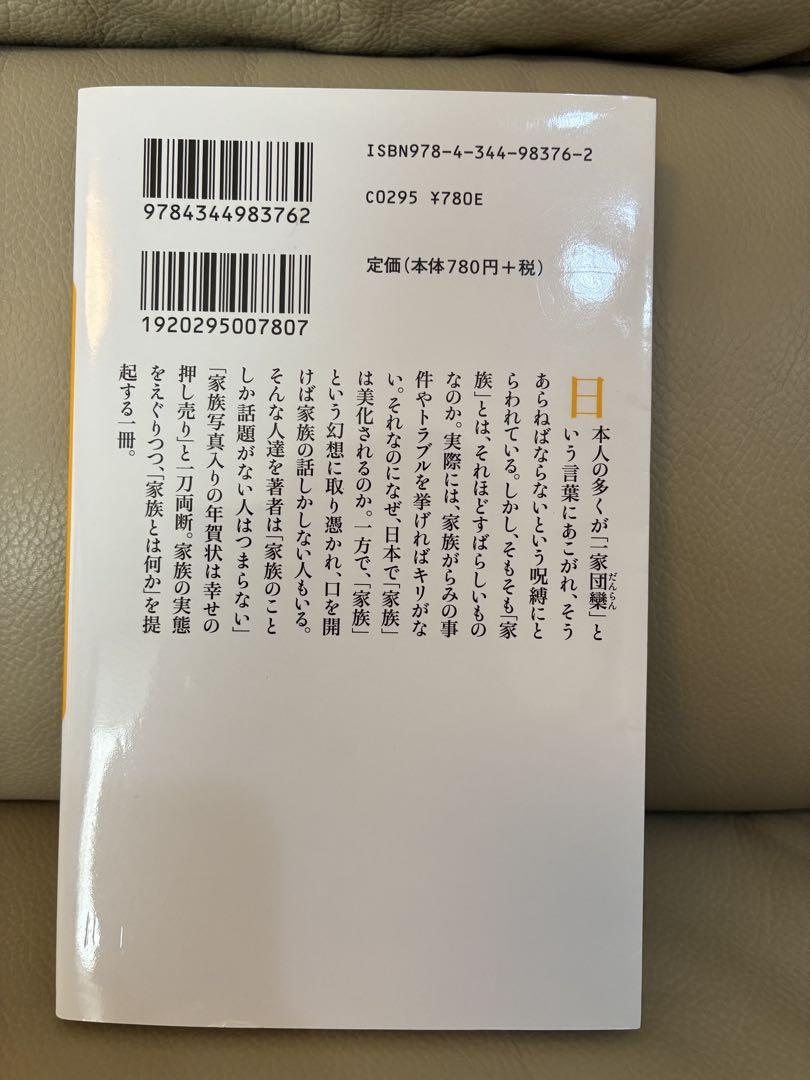 ISBN978-4-344-98376-2
9784344983762
C0295 ¥780E
定価(本体780円+税)
1920295007807
日本人の多くが「一家団欒」と
だんらん
いう言葉にあこがれ、そう
あらねばならないという呪縛にと
らわれている。しかし、そもそも「家
族」とは、それほどすばらしいもの
なのか。実際には、家族がらみの事
件やトラブルを挙げればキリがな
い。それなのになぜ、日本で「家族」
は美化されるのか。一方で、「家族」
という幻想に取り憑かれ、口を開
けば家族の話しかしない人もいる。
そんな人達を著者は「家族のこと
しか話題がない人はつまらない」
「家族写真入りの年賀状は幸せの
押し売り」と一刀両断。家族の実態
をえぐりつつ、「家族とは何か」を提
起する一冊。